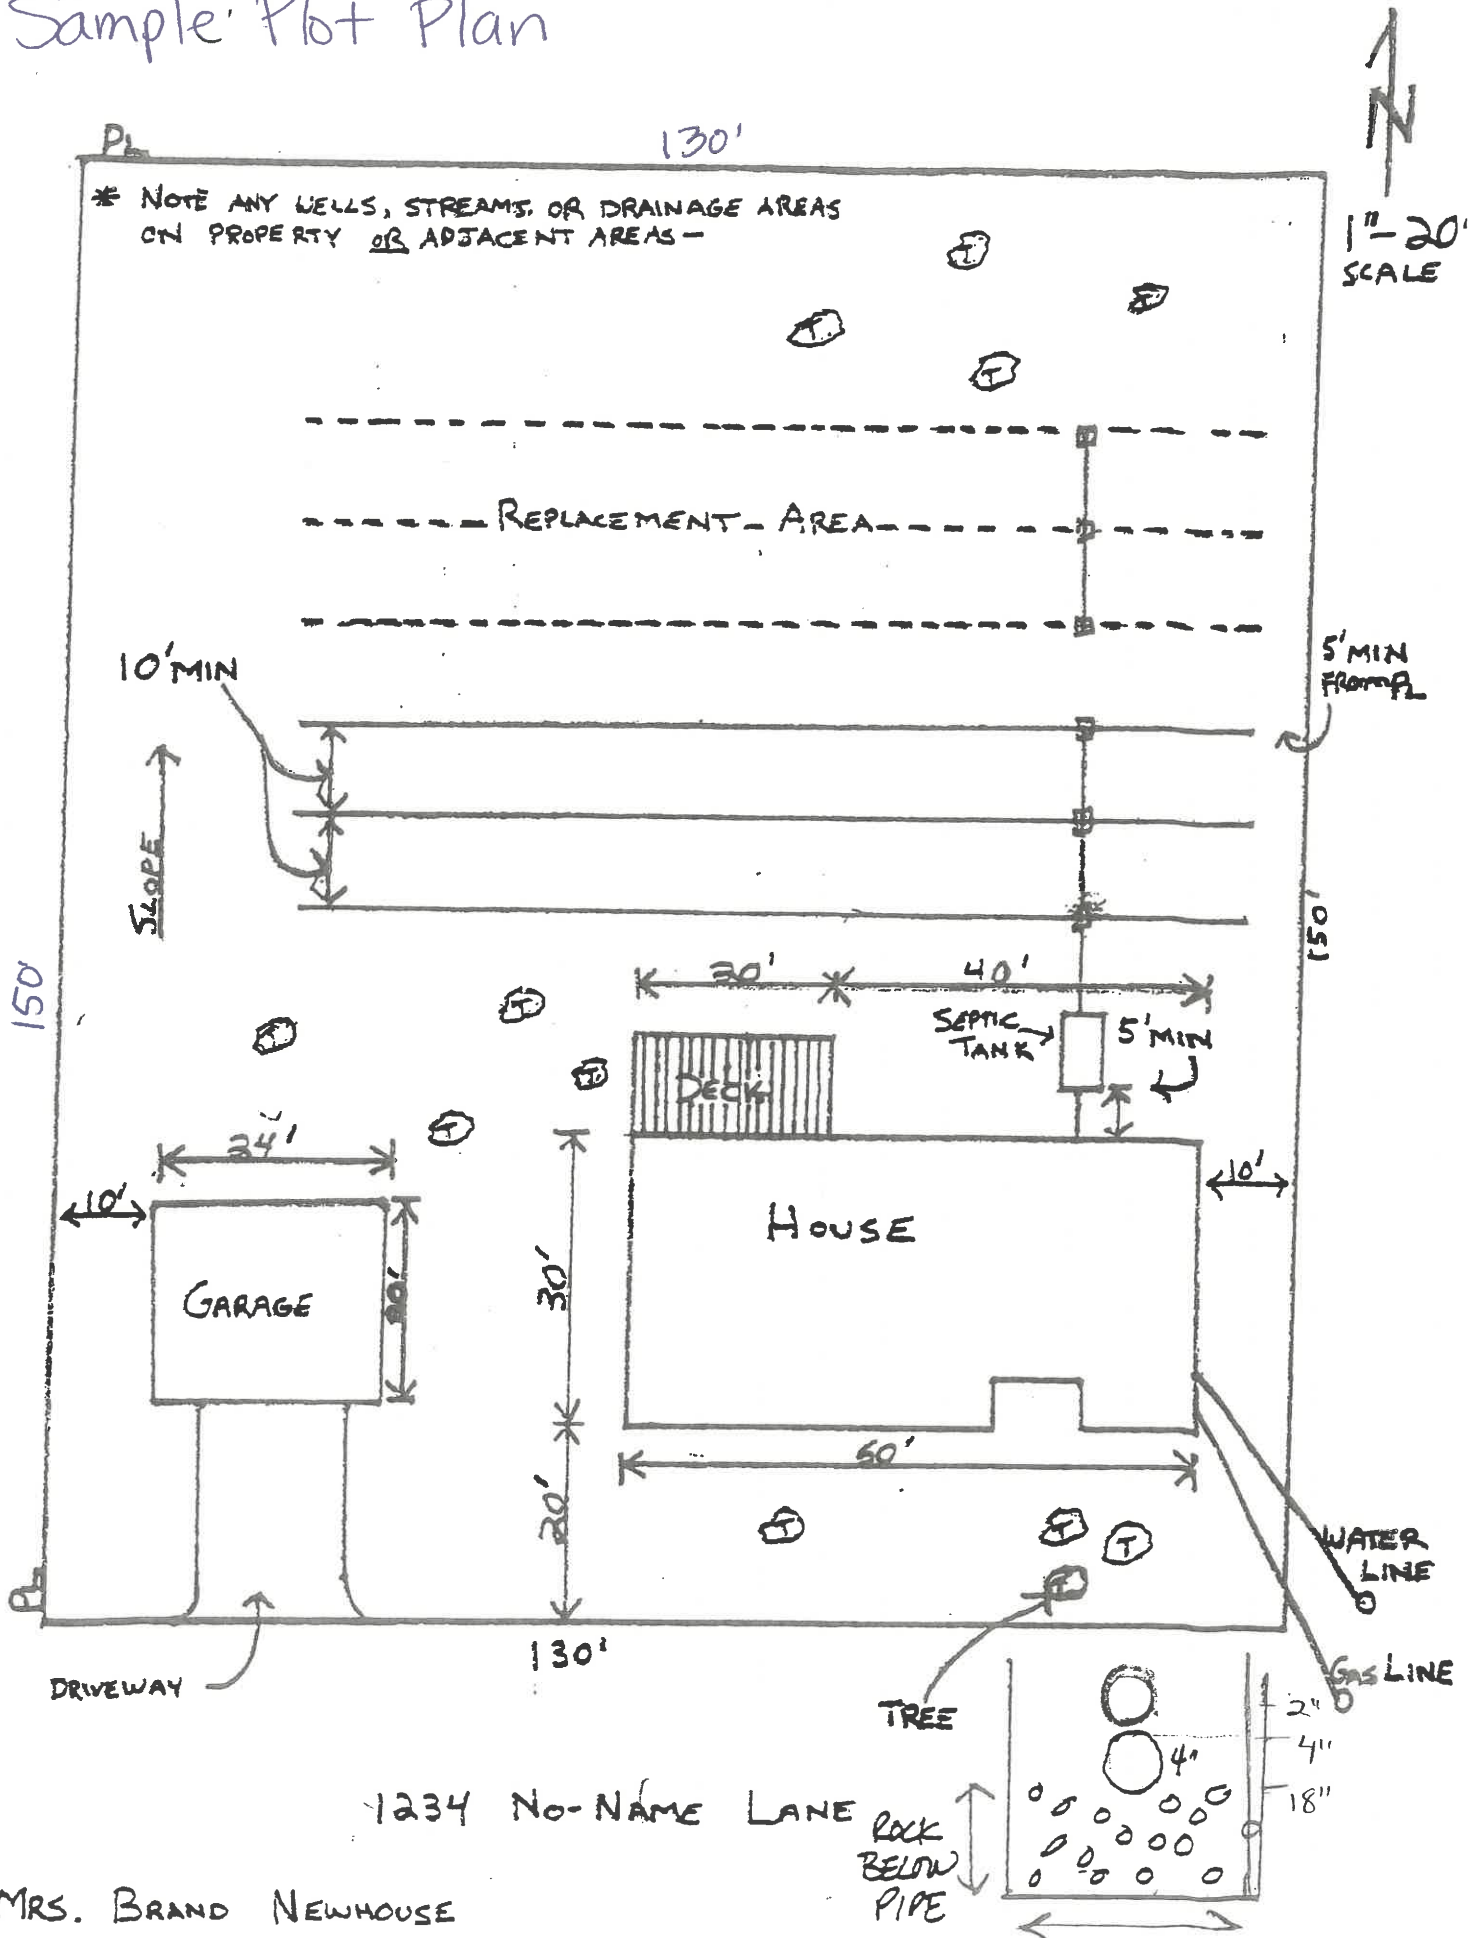 Sample Plot Plan
N
1"-20'
SCALE
PL
130'
* NOTE ANY WELLS, STREAMS, OR DRAINAGE AREAS
ON PROPERTY OR ADJACENT AREAS-
REPLACEMENT AREA
10' MIN
5' MIN
FROM PL
SLOPE
150'
150'
30'
40'
SEPTIC
TANK
5' MIN
T
T
T
T
T
T
T
DECK
24'
10'
10'
HOUSE
GARAGE
30'
50'
20'
T
T
T
T
WATER
LINE
PL
130'
DRIVEWAY
TREE
Gas LINE
2"
4"
4"
18"
1234 NO-NAME LANE
ROCK
BELOW
PIPE
MRS. BRAND NEWHOUSE